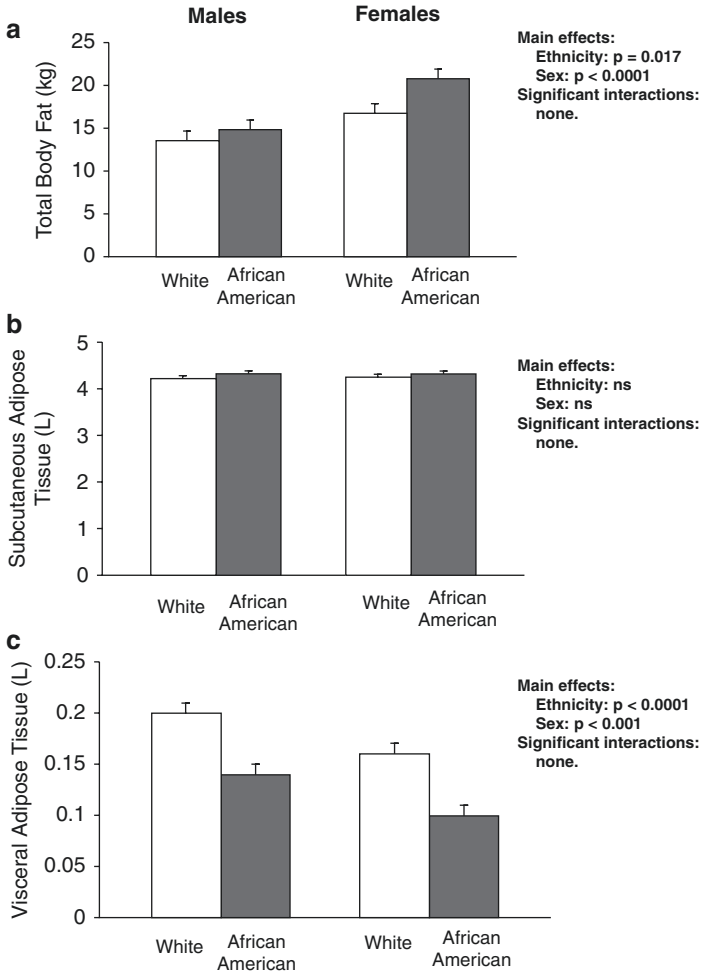 Males
Females
a
Total Body Fat (kg)
25
20
15
10
5
0
White
African
American
White
African
American
Main effects:
Ethnicity: p = 0.017
Sex: p < 0.0001
Significant interactions:
none.
b
Subcutaneous Adipose
Tissue (L)
5
4
3
2
1
0
White
African
American
White
African
American
Main effects:
Ethnicity: ns
Sex: ns
Significant interactions:
none.
c
Visceral Adipose Tissue (L)
0.25
0.2
0.15
0.1
0.05
0
White
African
American
White
African
American
Main effects:
Ethnicity: p < 0.0001
Sex: p < 0.001
Significant interactions:
none.